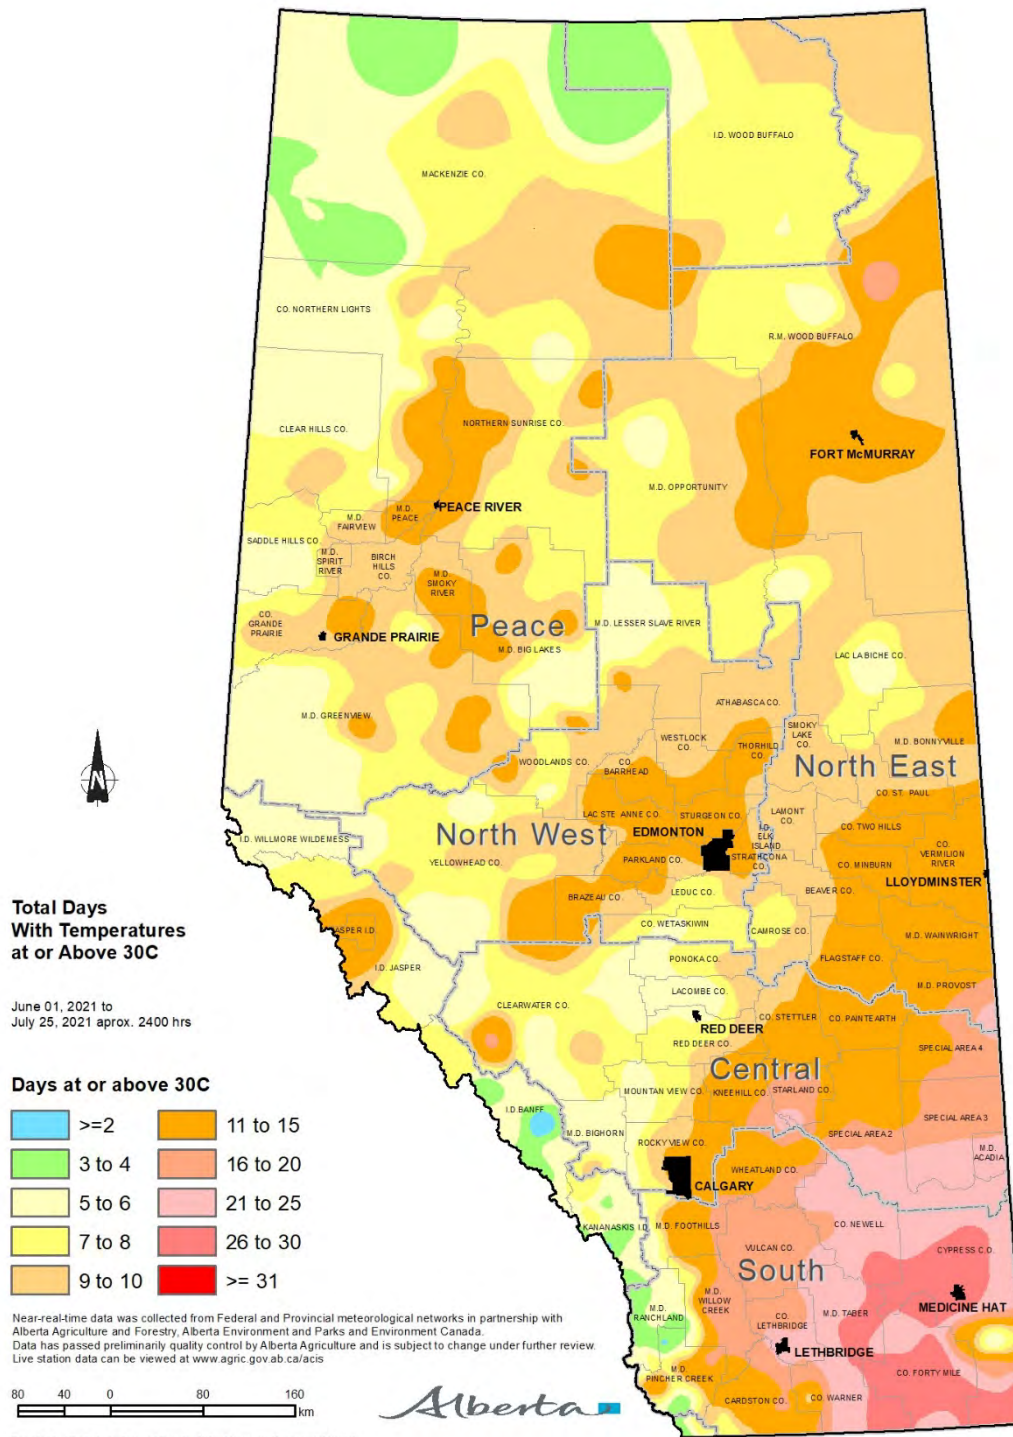 I.D. WOOD BUFFALO
MACKENZIE CO.
CO. NORTHERN LIGHTS
R.M. WOOD BUFFALO
CLEAR HILLS CO.
NORTHERN SUNRISE CO.
FORT McMURRAY
M.D. OPPORTUNITY
M.D.
PEACE
PEACE RIVER
M.D.
FAIRVIEW
SADDLE HILLS CO.
M.D.
SPIRIT
RIVER
BIRCH
HILLS
CO.
M.D.
SMOKY
RIVER
CO.
GRANDE
PRAIRIE
GRANDE PRAIRIE
Peace
M.D. BIG LAKES
M.D. LESSER SLAVE RIVER
LAC LA BICHE CO.
M.D. GREENVIEW
ATHABASCA CO.
WESTLOCK
CO.
THORHILD
CO.
SMOKY
LAKE
CO.
M.D. BONNYVILLE
WOODLANDS CO.
CO.
BARRHEAD
North East
CO. ST. PAUL
LAC STE ANNE CO.
STURGEON CO.
LAMONT
CO.
CO. TWO HILLS
I.D. WILLMORE WILDERNESS
North West
EDMONTON
I.D.
ELK
ISLAND
STRATHCONA
CO.
YELLOWHEAD CO.
PARKLAND CO.
CO. MINBURN
CO.
VERMILION
RIVER
LLOYDMINSTER
BRAZEAU CO.
LEDUC CO.
BEAVER CO.
CO. WETASKIWIN
CAMROSE CO.
M.D. WAINWRIGHT
JASPER I.D.
I.D. JASPER
PONOKA CO.
FLAGSTAFF CO.
M.D. PROVOST
LACOMBE CO.
CLEARWATER CO.
RED DEER
CO. STETTLER
CO. PAINTEARTH
RED DEER CO.
SPECIAL AREA 4
Central
MOUNTAN VIEW CO.
KNEEHILL CO.
STARLAND CO.
I.D.BANFF
SPECIAL AREA 3
M.D. BIGHORN
ROCKYVIEW CO.
SPECIAL AREA 2
M.D.
ACADIA
WHEATLAND CO.
CALGARY
KANANASKIS I.D.
M.D. FOOTHILLS
CO. NEWELL
VULCAN CO.
CYPRESS C.O.
South
M.D.
RANCHLAND
M.D.
WILLOW
CREEK
CO.
LETHBRIDGE
M.D. TABER
MEDICINE HAT
LETHBRIDGE
M.D.
PINCHER CREEK
CO. FORTY MILE
CARDSTON CO.
CO. WARNER
N
Total Days
With Temperatures
at or Above 30C
June 01, 2021 to
July 25, 2021 aprox. 2400 hrs
Days at or above 30C
>=2
3 to 4
5 to 6
7 to 8
9 to 10
11 to 15
16 to 20
21 to 25
26 to 30
>= 31
Near-real-time data was collected from Federal and Provincial meteorological networks in partnership with
Alberta Agriculture and Forestry, Alberta Environment and Parks and Environment Canada.
Data has passed preliminarily quality control by Alberta Agriculture and is subject to change under further review.
Live station data can be viewed at www.agric.gov.ab.ca/acis
80 40 0 80 160
km
Alberta